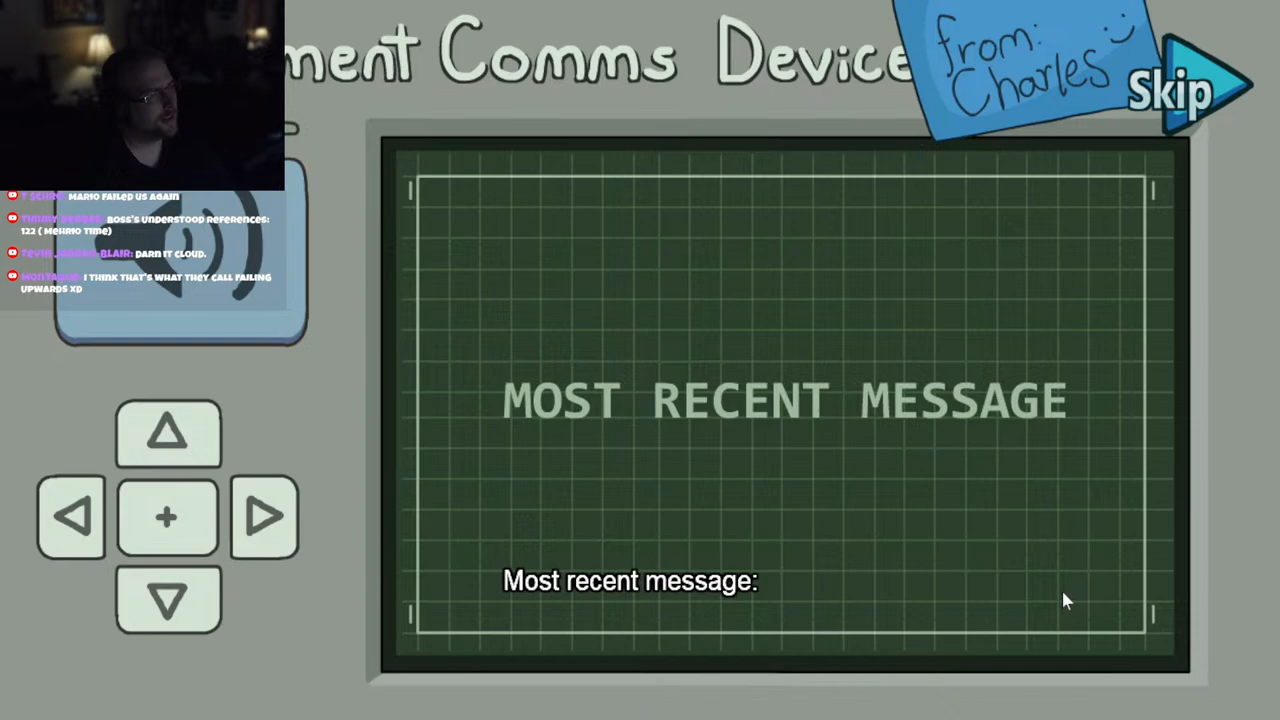 ment Comms Device
from:
Charles
Skip
MARIO FAILED US AGAIN
BOSS'S UNDERSTOOD REFERENCES:
122 ( MEHRIO TIME)
BLAIR: DARN IT CLOUD.
I THINK THAT'S WHAT THEY CALL FAILING
UPWARDS XD
MOST RECENT MESSAGE
Most recent message: